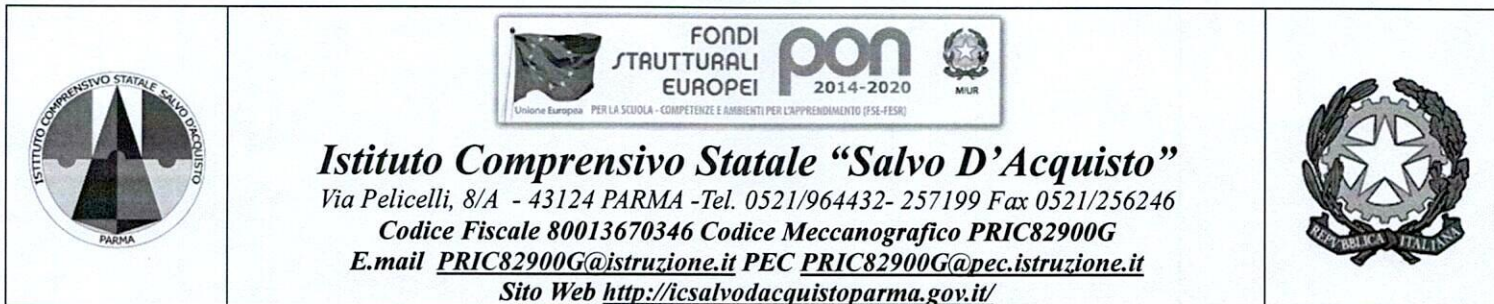 ISTITUTO COMPRENSIVO STATALE SALVO D'ACQUISTO
PARMA
FONDI
STRUTTURALI
EUROPEI
pon
2014-2020
MIUR
Unione Europea
PER LA SCUOLA - COMPETENZE E AMBIENTI PER L'APPRENDIMENTO (FSE-FESR)
Istituto Comprensivo Statale “Salvo D’Acquisto”
Via Pelicelli, 8/A - 43124 PARMA -Tel. 0521/964432- 257199 Fax 0521/256246
Codice Fiscale 80013670346 Codice Meccanografico PRIC82900G
E.mail PRIC82900G@istruzione.it PEC PRIC82900G@pec.istruzione.it
Sito Web http://icsalvodacquistoparma.gov.it/
REPVBBLICA ITALIANA